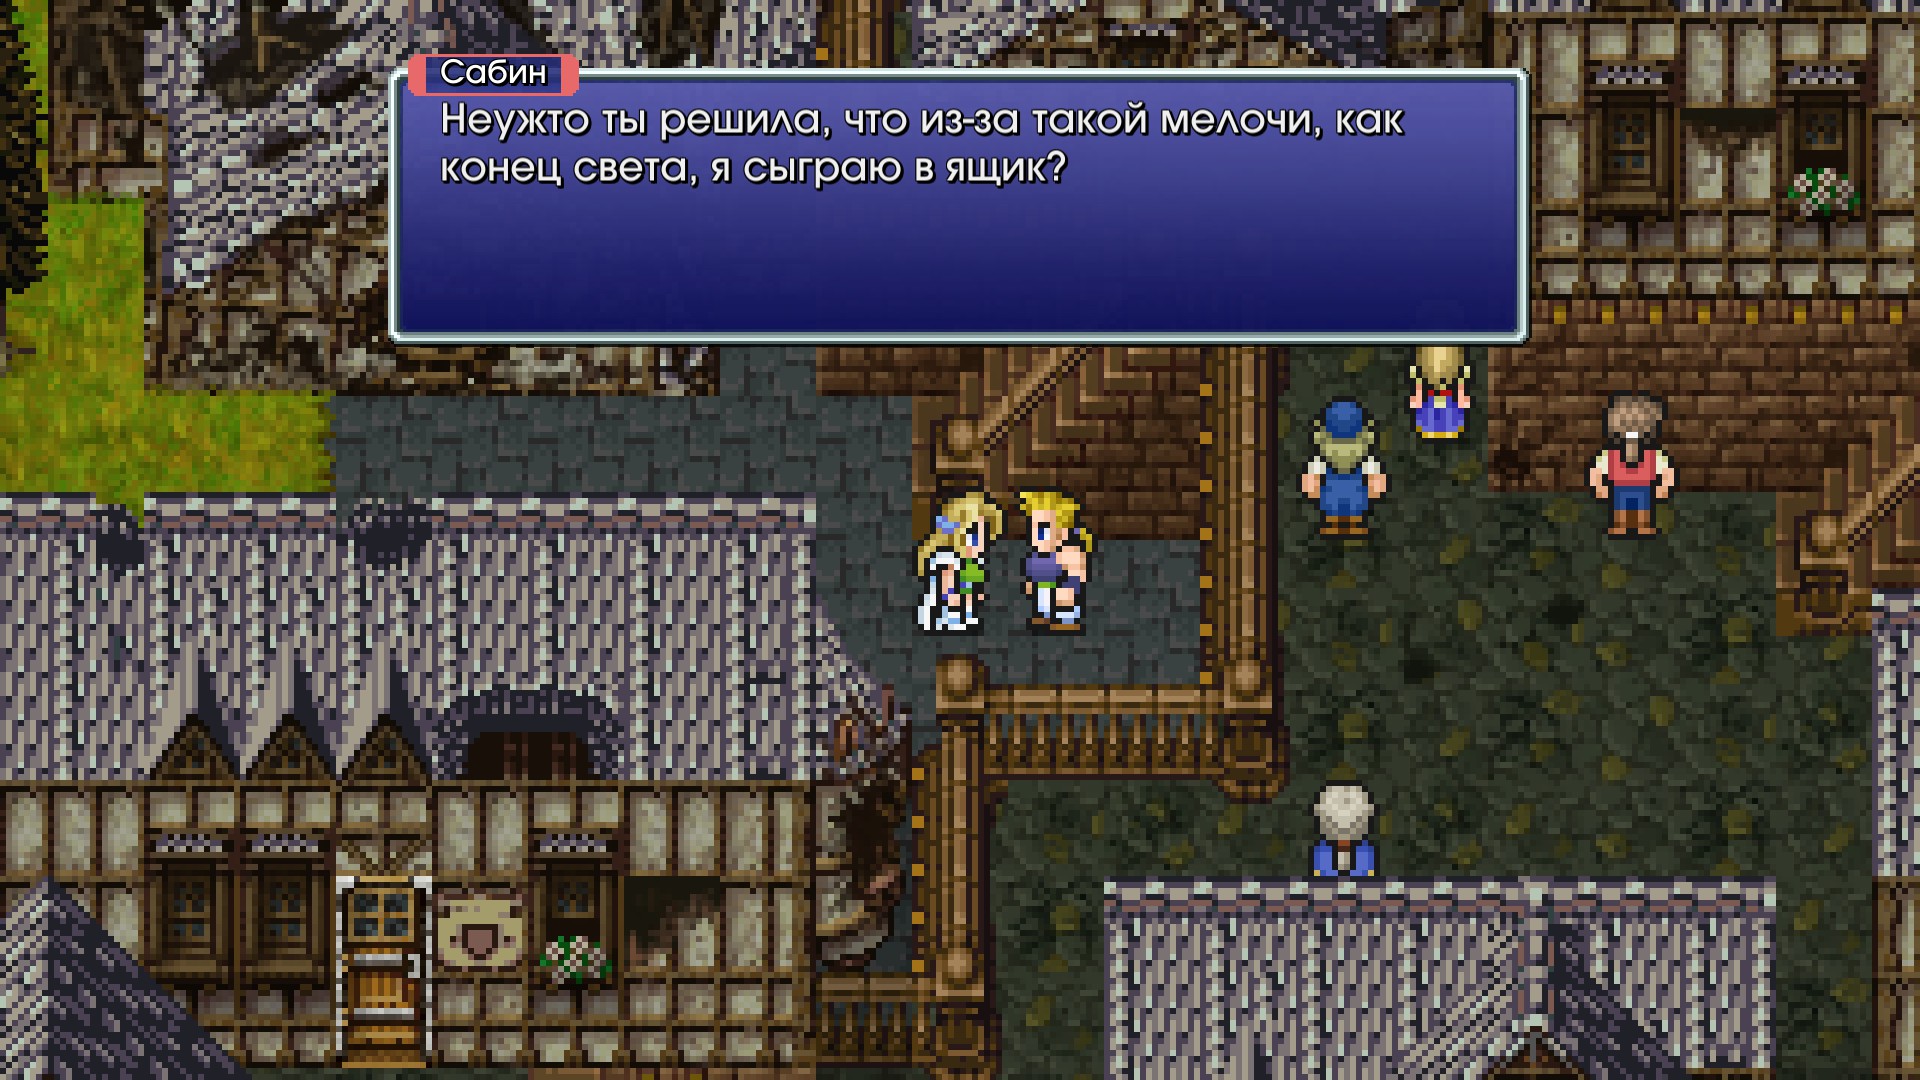 Сабин
Неужто ты решила, что из-за такой мелочи, как
конец света, я сыграю в ящик?